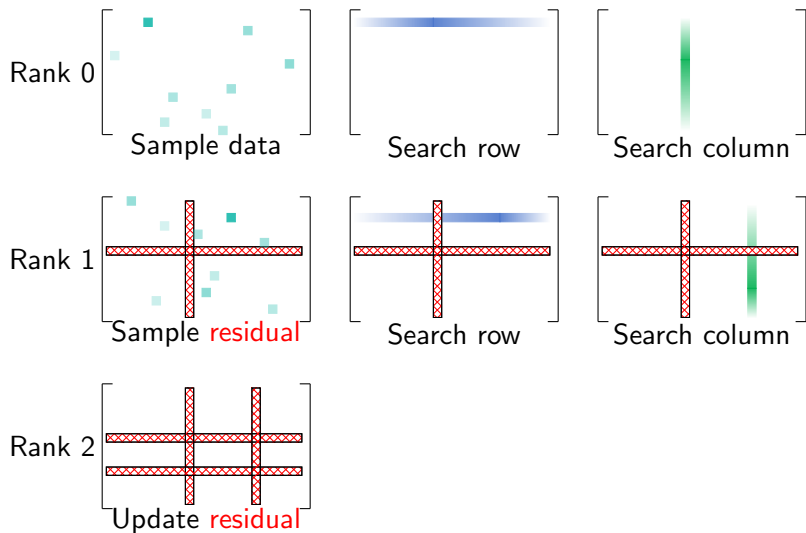 Rank 0
Sample data
Search row
Search column
Rank 1
Sample residual
Search row
Search column
Rank 2
Update residual